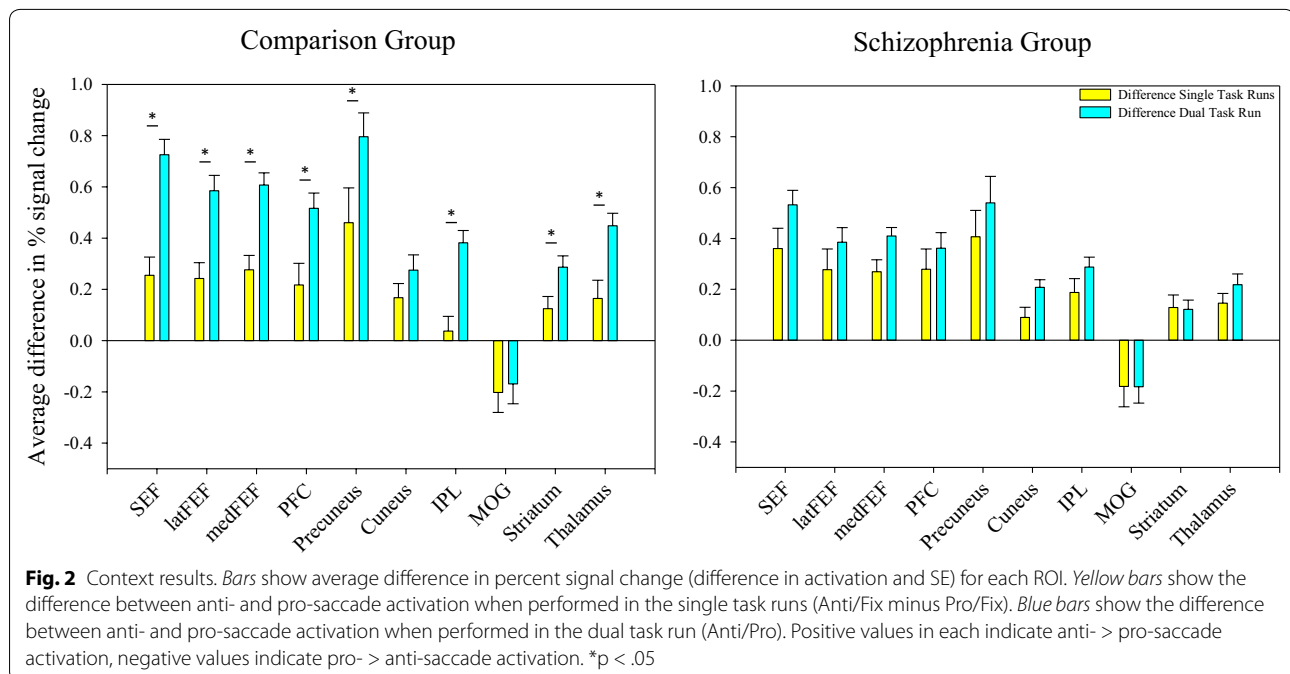 Comparison Group
Schizophrenia Group
Average difference in % signal change
1.0
0.8
0.6
0.4
0.2
0.0
-0.2
-0.4
* * * * * * * *
SEF
latFEF
medFEF
PFC
Precuneus
Cuneus
IPL
MOG
Striatum
Thalamus
Difference Single Task Runs
Difference Dual Task Run
1.0
0.8
0.6
0.4
0.2
0.0
-0.2
-0.4
SEF
latFEF
medFEF
PFC
Precuneus
Cuneus
IPL
MOG
Striatum
Thalamus
Fig. 2 Context results. Bars show average difference in percent signal change (difference in activation and SE) for each ROI. Yellow bars show the
difference between anti- and pro-saccade activation when performed in the single task runs (Anti/Fix minus Pro/Fix). Blue bars show the difference
between anti- and pro-saccade activation when performed in the dual task run (Anti/Pro). Positive values in each indicate anti- > pro-saccade
activation, negative values indicate pro- > anti-saccade activation. *p < .05